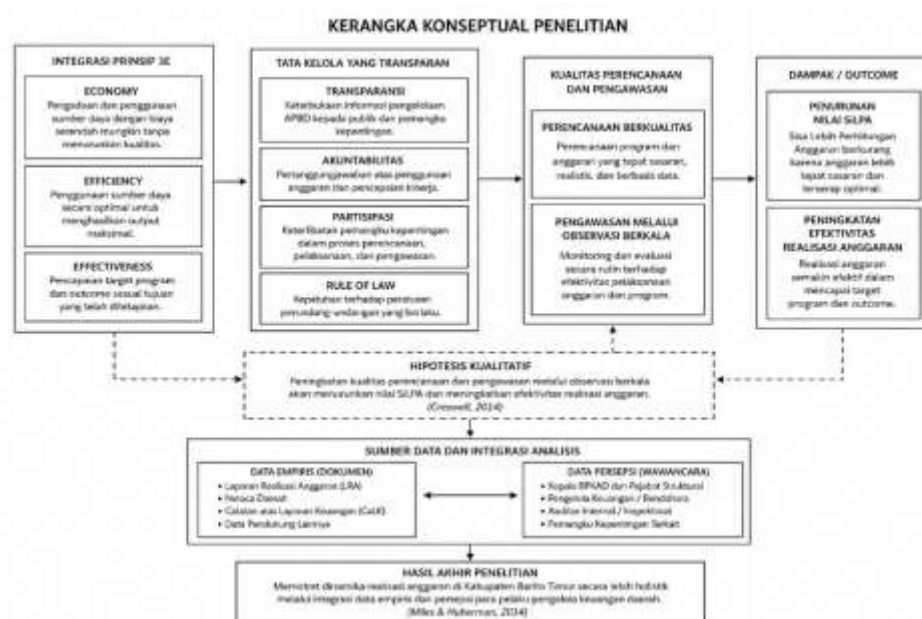 KERANGKA KONSEPTUAL PENELITIAN
INTEGRASI PRINSIP 3E
ECONOMY
Pengadaan dan penggunaan
sumber daya dengan biaya
serendah mungkin tanpa
menurunkan kualitas.
EFFICIENCY
Penggunaan sumber daya
secara optimal untuk
menghasilkan output
maksimal.
EFFECTIVENESS
Pencapaian target program
dan outcome sesuai tujuan
yang telah ditetapkan.
TATA KELOLA YANG TRANSPARAN
TRANSPARANSI
Keterbukaan informasi pengelolaan
APBD kepada publik dan pemangku
kepentingan.
AKUNTABILITAS
Pertanggungjawaban atas penggunaan
anggaran dan pencapaian kinerja.
PARTISIPASI
Keterlibatan pemangku kepentingan
dalam proses perencanaan,
pelaksanaan, dan pengawasan.
RULE OF LAW
Kepatuhan terhadap peraturan
perundang-undangan yang berlaku.
KUALITAS PERENCANAAN
DAN PENGAWASAN
PERENCANAAN BERKUALITAS
Perencanaan program dan
anggaran yang tepat sasaran,
realistis, dan berbasis data.
PENGAWASAN MELALUI
OBSERVASI BERKALA
Monitoring dan evaluasi
secara rutin terhadap
efektivitas pelaksanaan
anggaran dan program.
DAMPAK / OUTCOME
PENURUNAN
NILAI SiLPA
Sisa Lebih Perhitungan
Anggaran berkurang
karena anggaran lebih
tepat sasaran dan
terserap optimal.
PENINGKATAN
EFEKTIVITAS
REALISASI ANGGARAN
Realisasi anggaran
semakin efektif dalam
mencapai target
program dan outcome.
HIPOTESIS KUALITATIF
Peningkatan kualitas perencanaan dan pengawasan melalui observasi berkala
akan menurunkan nilai SiLPA dan meningkatkan efektivitas realisasi anggaran.
(Creswell, 2014)
SUMBER DATA DAN INTEGRASI ANALISIS
DATA EMPIRIS (DOKUMEN)
• Laporan Realisasi Anggaran (LRA)
• Neraca Daerah
• Catatan atas Laporan Keuangan (CaLK)
• Data Pendukung Lainnya
DATA PERSEPSI (WAWANCARA)
• Kepala BPKAD dan Pejabat Struktural
• Pengelola Keuangan / Bendahara
• Auditor Internal / Inspektorat
• Pemangku Kepentingan Terkait
HASIL AKHIR PENELITIAN
Memotret dinamika realisasi anggaran di Kabupaten Barito Timur secara lebih holistik
melalui integrasi data empiris dan persepsi para pelaku pengelola keuangan daerah.
(Miles & Huberman, 2014)